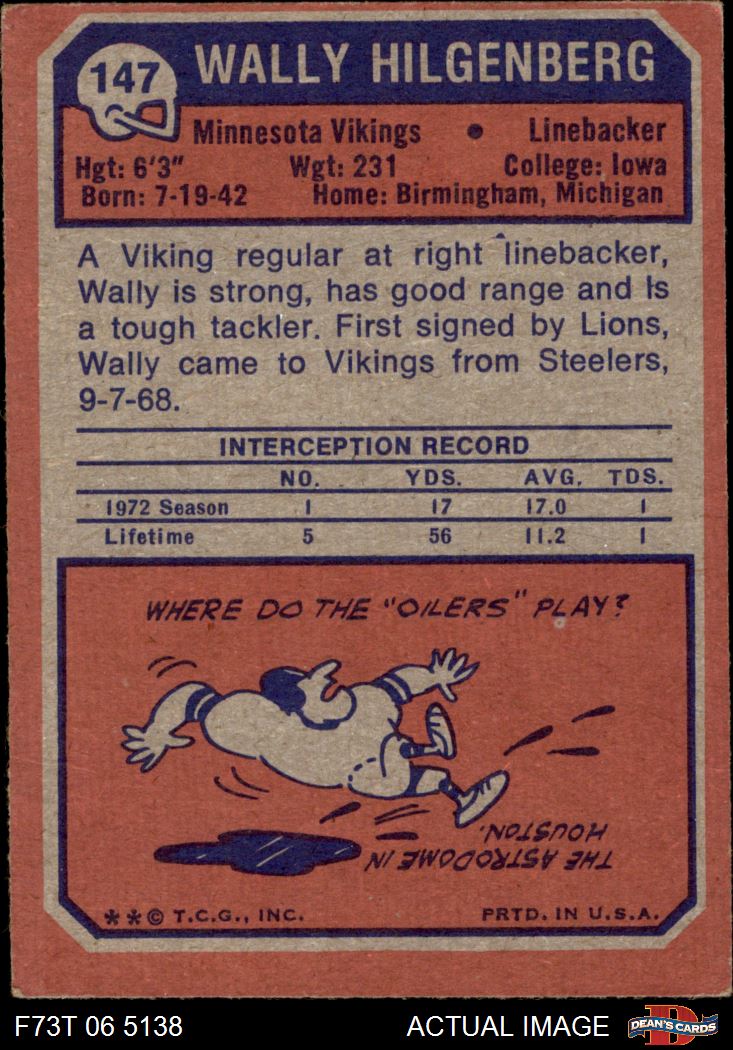 147
WALLY HILGENBERG
Minnesota Vikings • Linebacker
Hgt: 6'3" Wgt: 231 College: Iowa
Born: 7-19-42 Home: Birmingham, Michigan
A Viking regular at right linebacker,
Wally is strong, has good range and is
a tough tackler. First signed by Lions,
Wally came to Vikings from Steelers,
9-7-68.
INTERCEPTION RECORD
NO. YDS. AVG. TDS.
1972 Season 1 17 17.0 1
Lifetime 5 56 11.2 1
WHERE DO THE "OILERS" PLAY?
THE ASTRODOME IN
HOUSTON.
** © T.C.G., INC. PRTD. IN U.S.A.
F73T 06 5138 ACTUAL IMAGE D DEAN'S CARDS